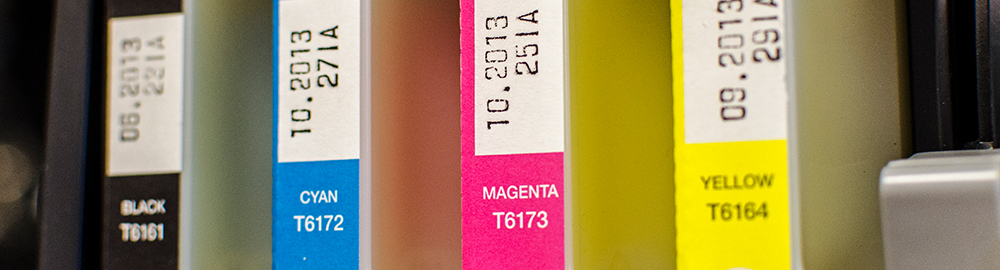 06.2013
221A
BLACK
T6161
10.2013
271A
CYAN
T6172
10.2013
251A
MAGENTA
T6173
09.2013
291A
YELLOW
T6164